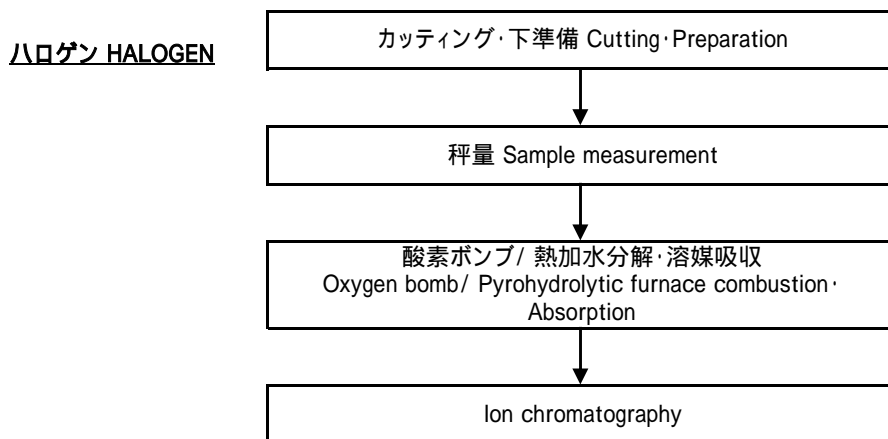 ハロゲン HALOGEN
カッティング・下準備 Cutting・Preparation
秤量 Sample measurement
酸素ボンブ/ 熱加水分解・溶媒吸収
Oxygen bomb/ Pyrohydrolytic furnace combustion・
Absorption
Ion chromatography